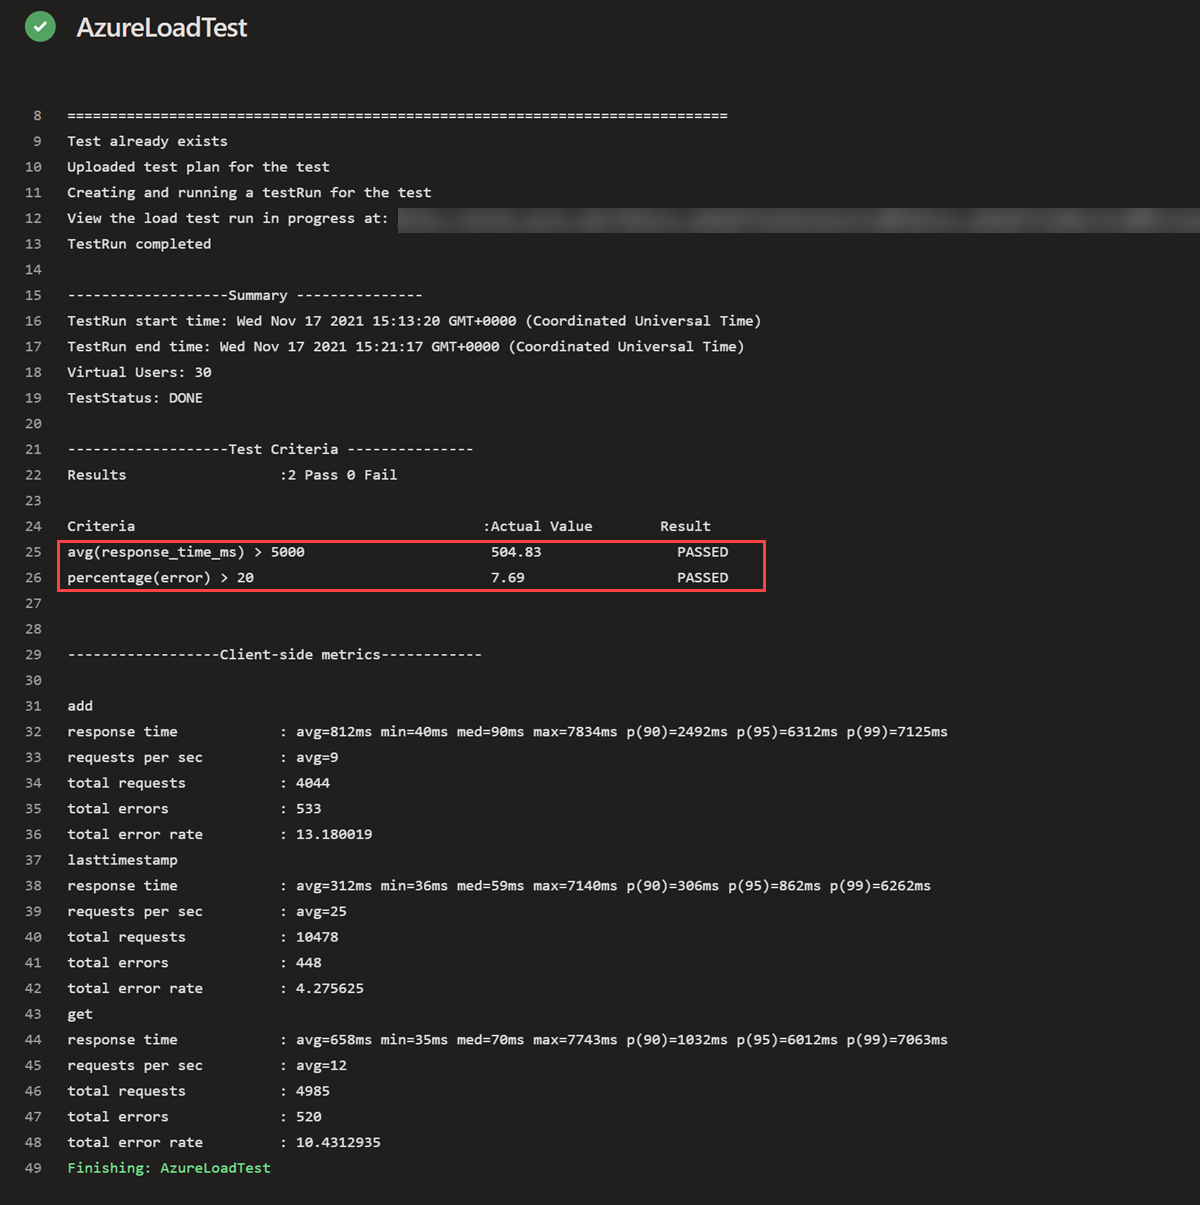 AzureLoadTest
8 ==============================================================================
9 Test already exists
10 Uploaded test plan for the test
11 Creating and running a testRun for the test
12 View the load test run in progress at:
13 TestRun completed
14
15 -------------------Summary ---------------
16 TestRun start time: Wed Nov 17 2021 15:13:20 GMT+0000 (Coordinated Universal Time)
17 TestRun end time: Wed Nov 17 2021 15:21:17 GMT+0000 (Coordinated Universal Time)
18 Virtual Users: 30
19 TestStatus: DONE
20
21 -------------------Test Criteria ---------------
22 Results :2 Pass 0 Fail
23
24 Criteria :Actual Value Result
25 avg(response_time_ms) > 5000 504.83 PASSED
26 percentage(error) > 20 7.69 PASSED
27
28
29 ------------------Client-side metrics------------
30
31 add
32 response time : avg=812ms min=40ms med=90ms max=7834ms p(90)=2492ms p(95)=6312ms p(99)=7125ms
33 requests per sec : avg=9
34 total requests : 4044
35 total errors : 533
36 total error rate : 13.180019
37 lasttimestamp
38 response time : avg=312ms min=36ms med=59ms max=7140ms p(90)=306ms p(95)=862ms p(99)=6262ms
39 requests per sec : avg=25
40 total requests : 10478
41 total errors : 448
42 total error rate : 4.275625
43 get
44 response time : avg=658ms min=35ms med=70ms max=7743ms p(90)=1032ms p(95)=6012ms p(99)=7063ms
45 requests per sec : avg=12
46 total requests : 4985
47 total errors : 520
48 total error rate : 10.4312935
49 Finishing: AzureLoadTest